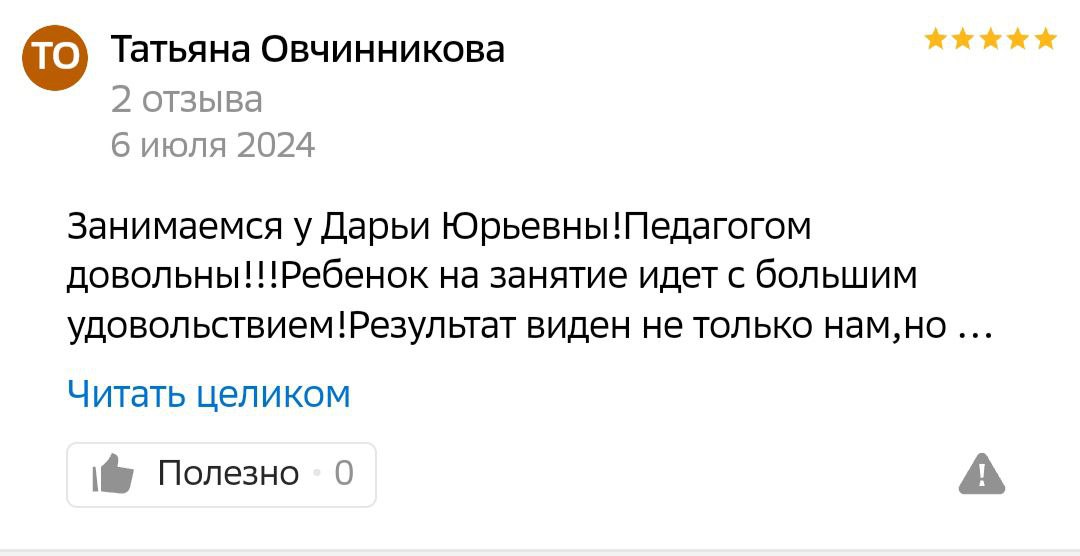 ТО
Татьяна Овчинникова
2 отзыва
6 июля 2024
Занимаемся у Дарьи Юрьевны!Педагогом
довольны!!!Ребенок на занятие идет с большим
удовольствием!Результат виден не только нам,но ...
Читать целиком
Полезно · 0